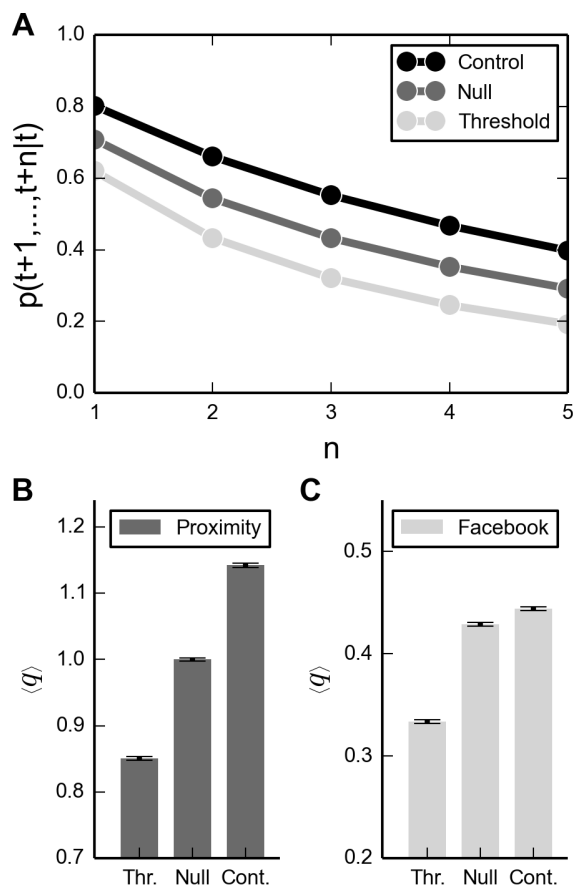 A
1.0
0.8
0.6
0.4
0.2
0.0
p(t+1,...,t+n|t)
Control
Null
Threshold
1 2 3 4 5
n
B
1.2
1.1
1.0
0.9
0.8
0.7
⟨q⟩
Proximity
Thr. Null Cont.
C
0.5
0.4
0.3
0.2
⟨q⟩
Facebook
Thr. Null Cont.